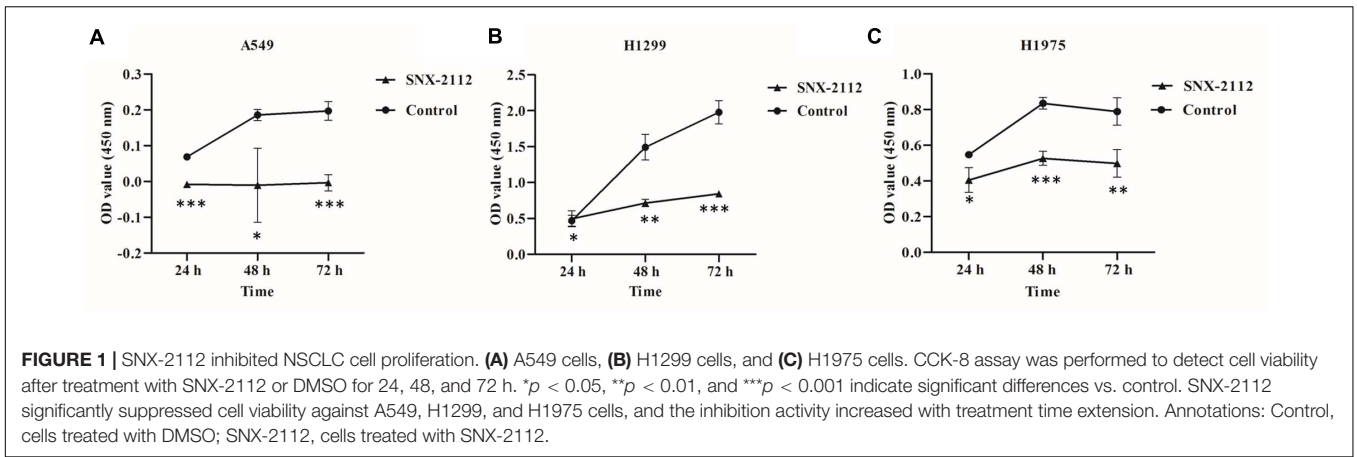 A
A549
0.3
0.2
0.1
0.0
-0.1
-0.2
OD value (450 nm)
SNX-2112
Control
***
*
***
24 h 48 h 72 h
Time
B
H1299
2.5
2.0
1.5
1.0
0.5
0.0
OD value (450 nm)
SNX-2112
Control
*
**
***
24 h 48 h 72 h
Time
C
H1975
1.0
0.8
0.6
0.4
0.2
0.0
OD value (450 nm)
SNX-2112
Control
*
***
**
24 h 48 h 72 h
Time
FIGURE 1 | SNX-2112 inhibited NSCLC cell proliferation. (A) A549 cells, (B) H1299 cells, and (C) H1975 cells. CCK-8 assay was performed to detect cell viability
after treatment with SNX-2112 or DMSO for 24, 48, and 72 h. *p < 0.05, **p < 0.01, and ***p < 0.001 indicate significant differences vs. control. SNX-2112
significantly suppressed cell viability against A549, H1299, and H1975 cells, and the inhibition activity increased with treatment time extension. Annotations: Control,
cells treated with DMSO; SNX-2112, cells treated with SNX-2112.